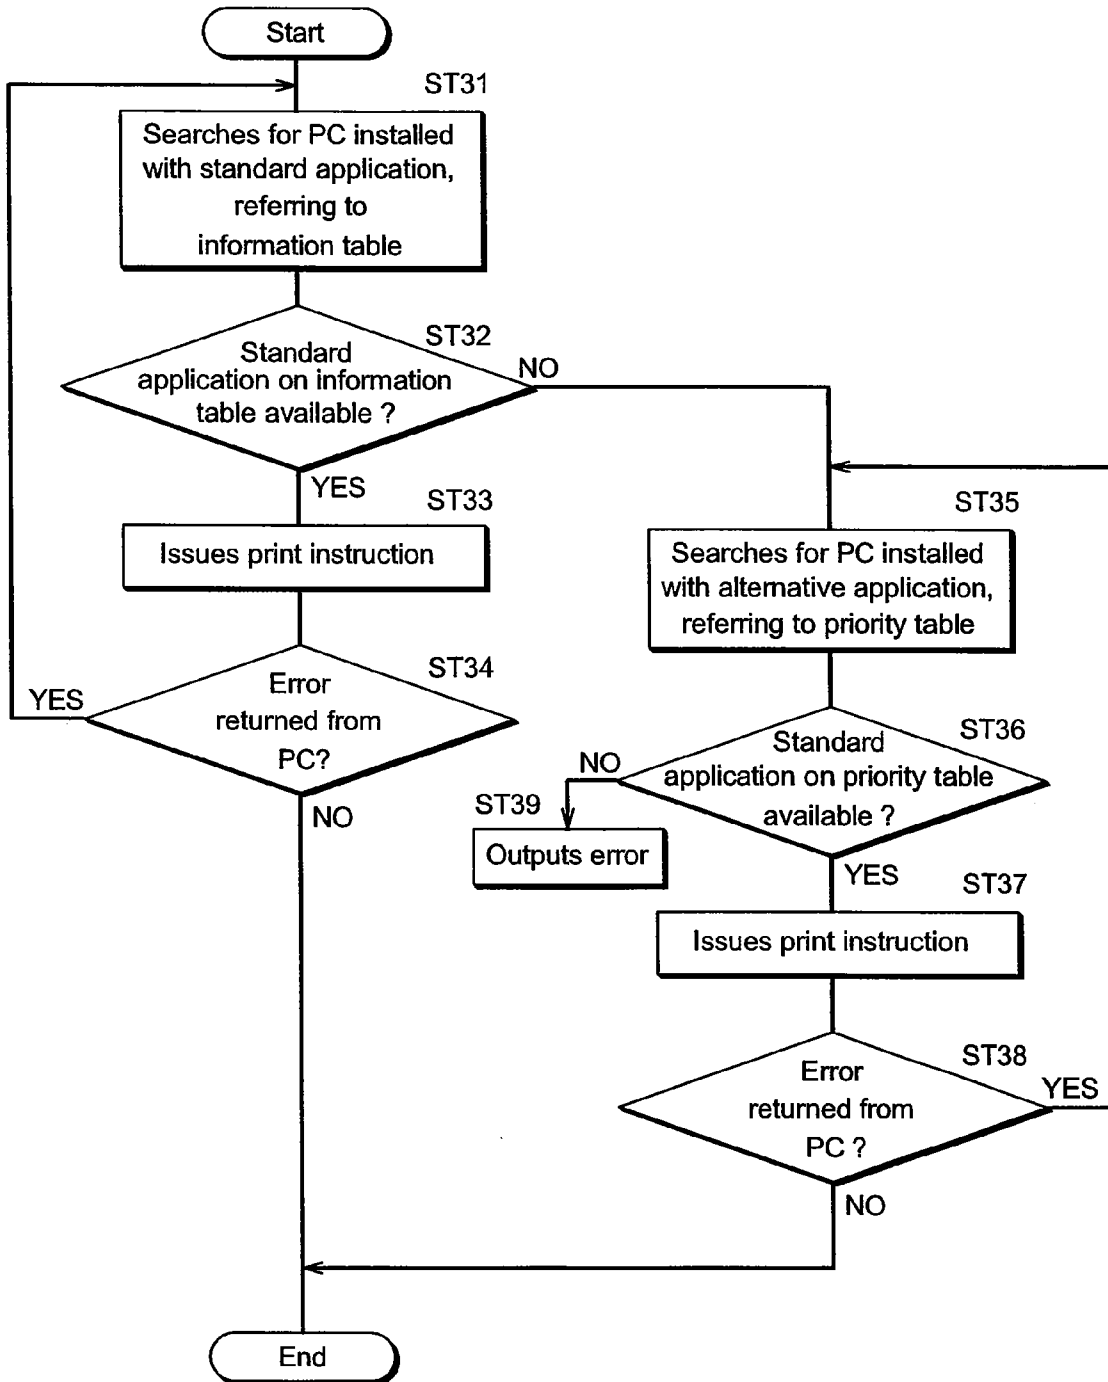 Start
ST31
Searches for PC installed
with standard application,
referring to
information table
ST32
Standard
application on information
table available ?
NO
YES
ST33
Issues print instruction
ST34
Error
returned from
PC?
YES
NO
ST35
Searches for PC installed
with alternative application,
referring to priority table
ST36
Standard
application on priority table
available ?
NO
ST39
Outputs error
YES
ST37
Issues print instruction
ST38
Error
returned from
PC ?
YES
NO
End